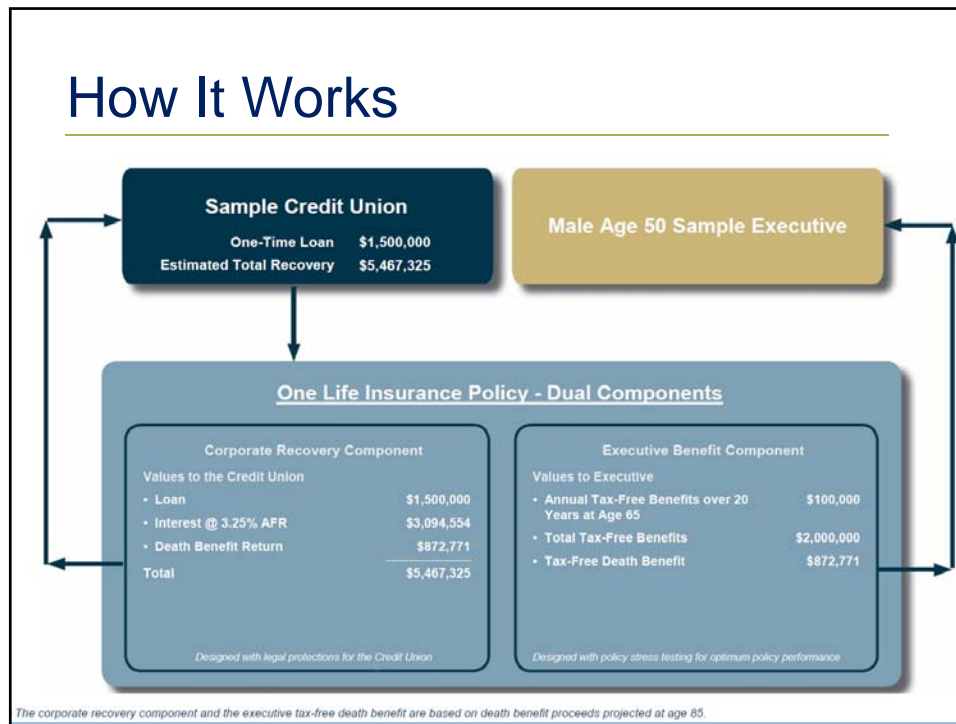 How It Works
Sample Credit Union
One-Time Loan $1,500,000
Estimated Total Recovery $5,467,325
Male Age 50 Sample Executive
One Life Insurance Policy - Dual Components
Corporate Recovery Component
Values to the Credit Union
• Loan $1,500,000
• Interest @ 3.25% AFR $3,094,554
• Death Benefit Return $872,771
Total $5,467,325
Designed with legal protections for the Credit Union
Executive Benefit Component
Values to Executive
• Annual Tax-Free Benefits over 20 $100,000
Years at Age 65
• Total Tax-Free Benefits $2,000,000
• Tax-Free Death Benefit $872,771
Designed with policy stress testing for optimum policy performance
The corporate recovery component and the executive tax-free death benefit are based on death benefit proceeds projected at age 85.